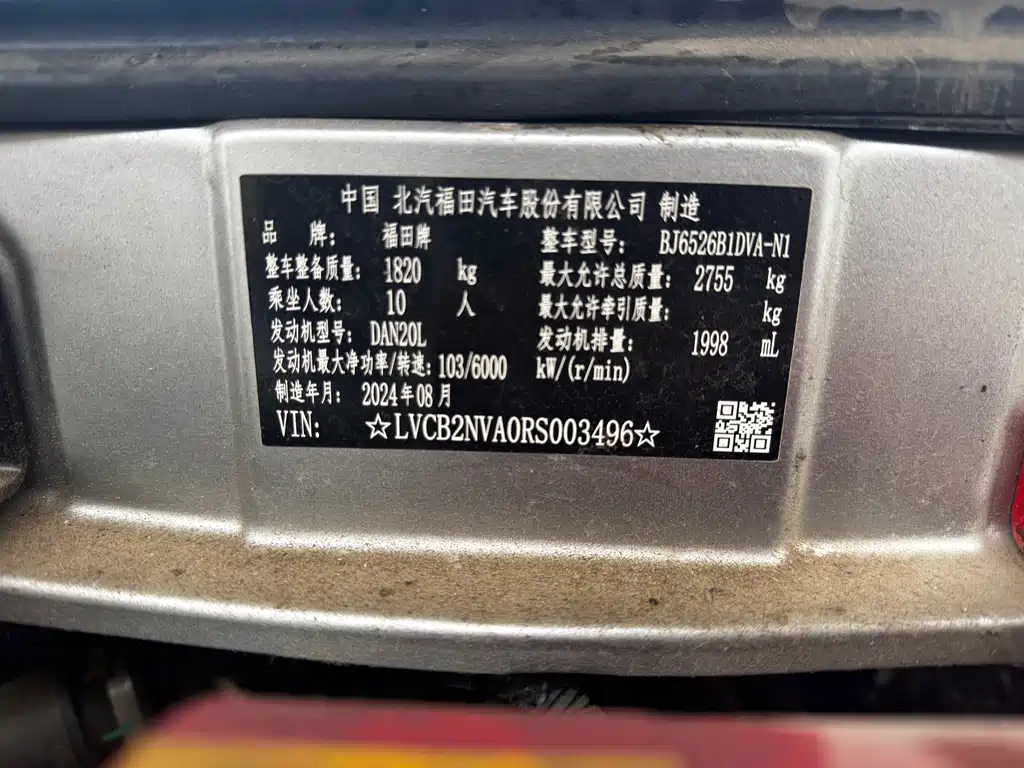 中国 北汽福田汽车股份有限公司 制造
品 牌: 福田牌 整车型号: BJ6526B1DVA-N1
整车整备质量: 1820 kg 最大允许总质量: 2755 kg
乘坐人数: 10 人 最大允许牵引质量: kg
发动机型号: DAN20L 发动机排量: 1998 mL
发动机最大净功率/转速: 103/6000 kW/(r/min)
制造年月: 2024年08月
VIN: ☆LVCB2NVA0RS003496☆